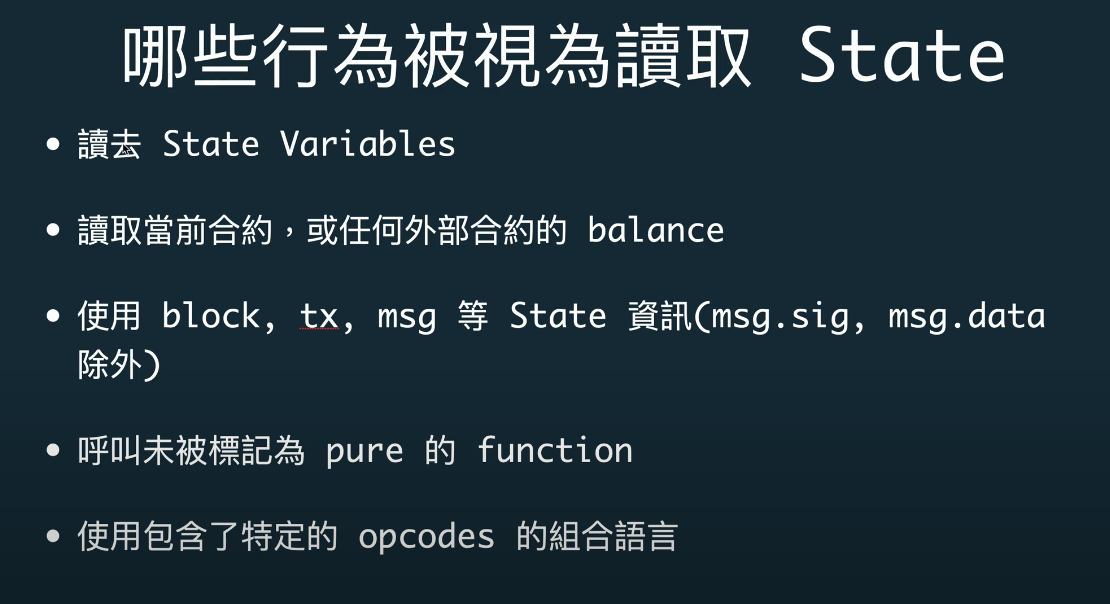 哪些行為被視為讀取 State
• 讀去 State Variables
• 讀取當前合約，或任何外部合約的 balance
• 使用 block, tx, msg 等 State 資訊(msg.sig, msg.data
除外)
• 呼叫未被標記為 pure 的 function
• 使用包含了特定的 opcodes 的組合語言